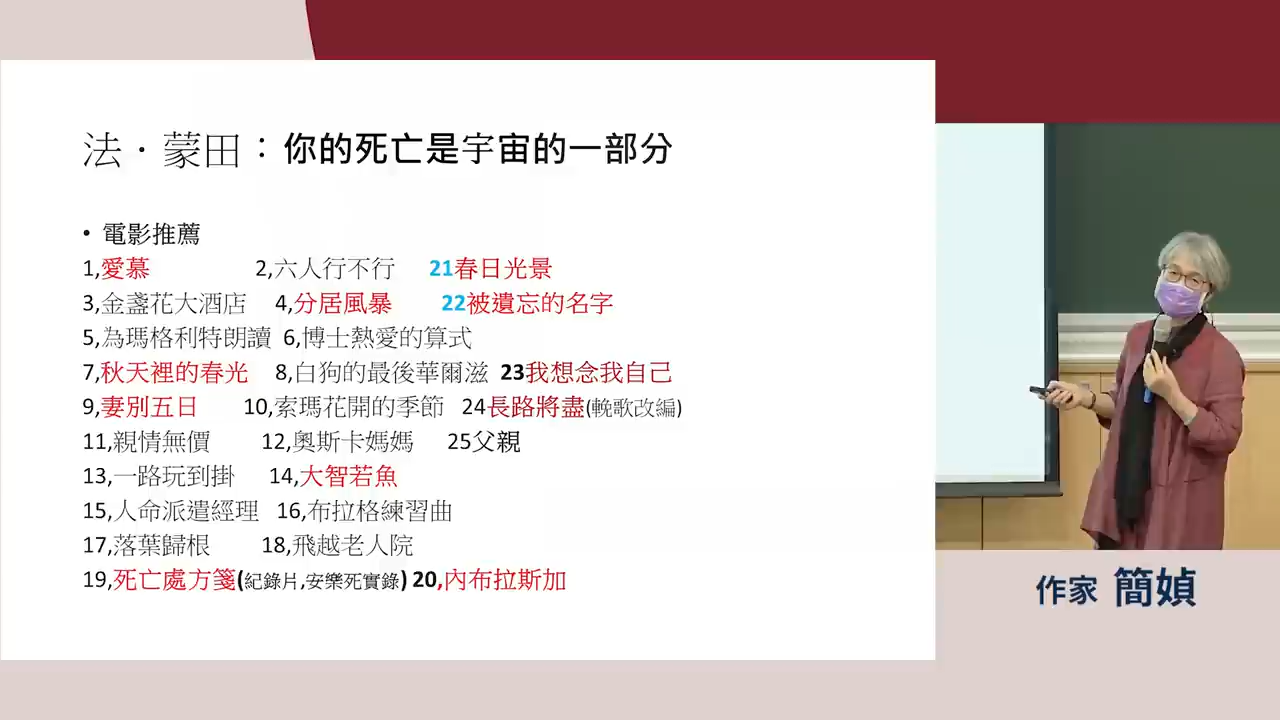 法．蒙田：你的死亡是宇宙的一部分
• 電影推薦
1,愛慕 2,六人行不行 21春日光景
3,金盞花大酒店 4,分居風暴 22被遺忘的名字
5,為瑪格利特朗讀 6,博士熱愛的算式
7,秋天裡的春光 8,白狗的最後華爾滋 23我想念我自己
9,妻別五日 10,索瑪花開的季節 24長路將盡(輓歌改編)
11,親情無價 12,奧斯卡媽媽 25父親
13,一路玩到掛 14,大智若魚
15,人命派遣經理 16,布拉格練習曲
17,落葉歸根 18,飛越老人院
19,死亡處方箋(紀錄片,安樂死實錄) 20,內布拉斯加
作家 簡媜